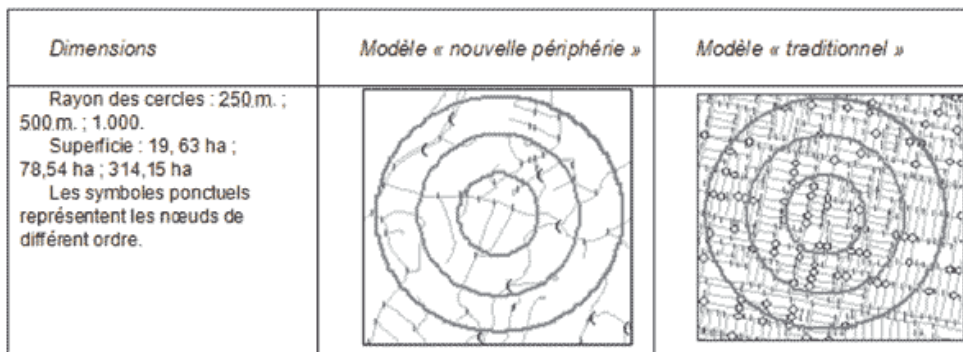 Dimensions
Modèle « nouvelle périphérie »
Modèle « traditionnel »
Rayon des cercles : 250 m. ;
500 m. ; 1.000.
Superficie : 19, 63 ha ;
78,54 ha ; 314,15 ha
Les symboles ponctuels
représentent les nœuds de
différent ordre.